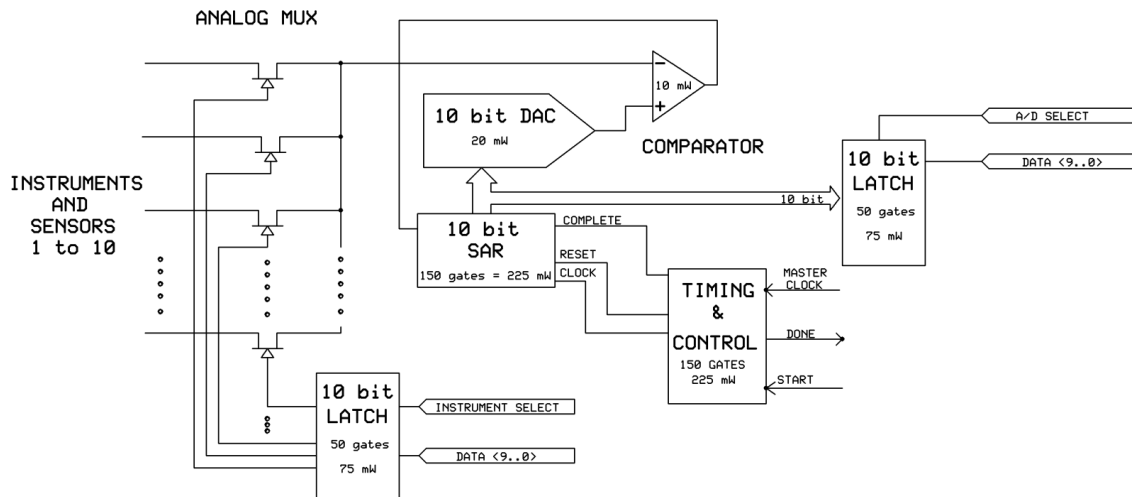 ANALOG MUX
INSTRUMENTS
AND
SENSORS
1 to 10
10 bit DAC
20 mW
10 mW
-
+
COMPARATOR
A/D SELECT
DATA <9..0>
10 bit
LATCH
50 gates
75 mW
10 bit
10 bit
SAR
150 gates = 225 mW
COMPLETE
RESET
CLOCK
TIMING
&
CONTROL
150 GATES
225 mW
MASTER
CLOCK
DONE
START
10 bit
LATCH
50 gates
75 mW
INSTRUMENT SELECT
DATA <9..0>